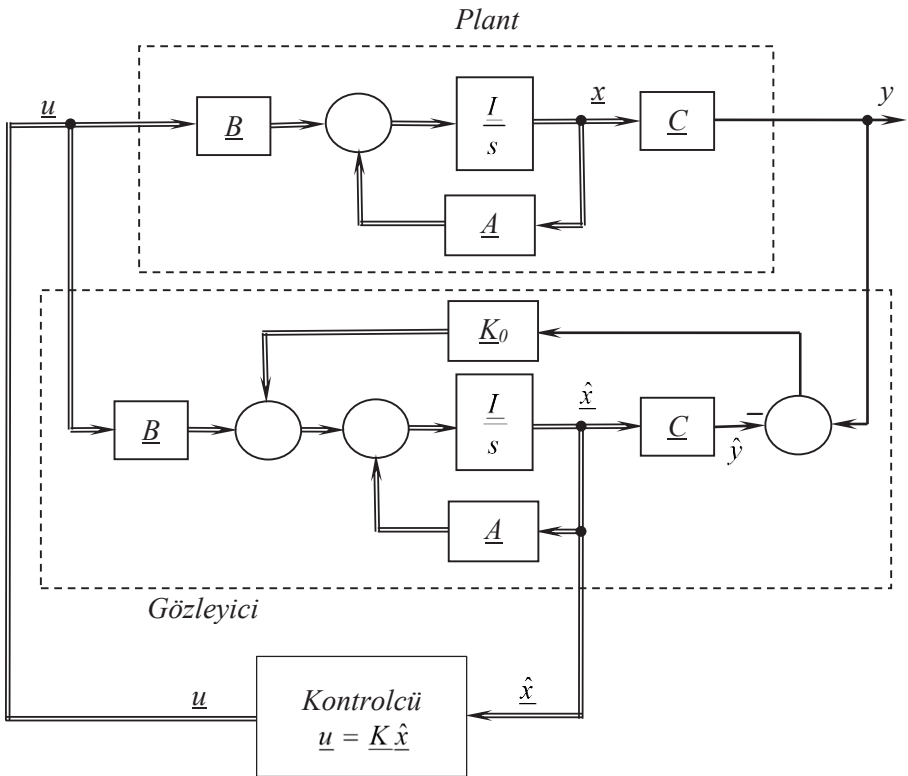 Plant
u
x
y
B
I
s
C
A
K0
x̂
B
I
s
C
−
ŷ
A
Gözleyici
u
Kontrolcü
u = K x̂
x̂